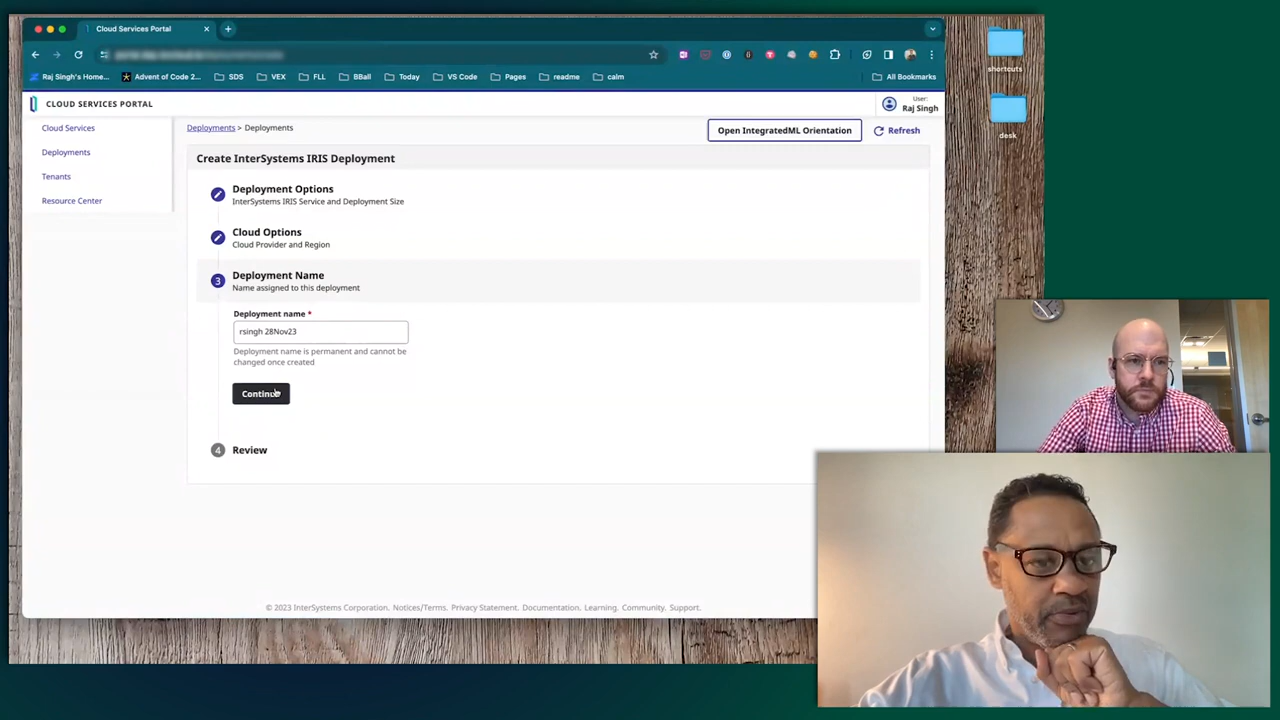 Cloud Services Portal
Raj Singh's Home...
Advent of Code 2...
SDS
VEX
FLL
BBall
Today
VS Code
Pages
readme
calm
All Bookmarks
shortcuts
desk
CLOUD SERVICES PORTAL
User:
Raj Singh
Cloud Services
Deployments
Tenants
Resource Center
Deployments > Deployments
Open IntegratedML Orientation
Refresh
Create InterSystems IRIS Deployment
Deployment Options
InterSystems IRIS Service and Deployment Size
Cloud Options
Cloud Provider and Region
3
Deployment Name
Name assigned to this deployment
Deployment name *
rsingh 28Nov23
Deployment name is permanent and cannot be
changed once created
Continue
4
Review
© 2023 InterSystems Corporation. Notices/Terms. Privacy Statement. Documentation. Learning. Community. Support.